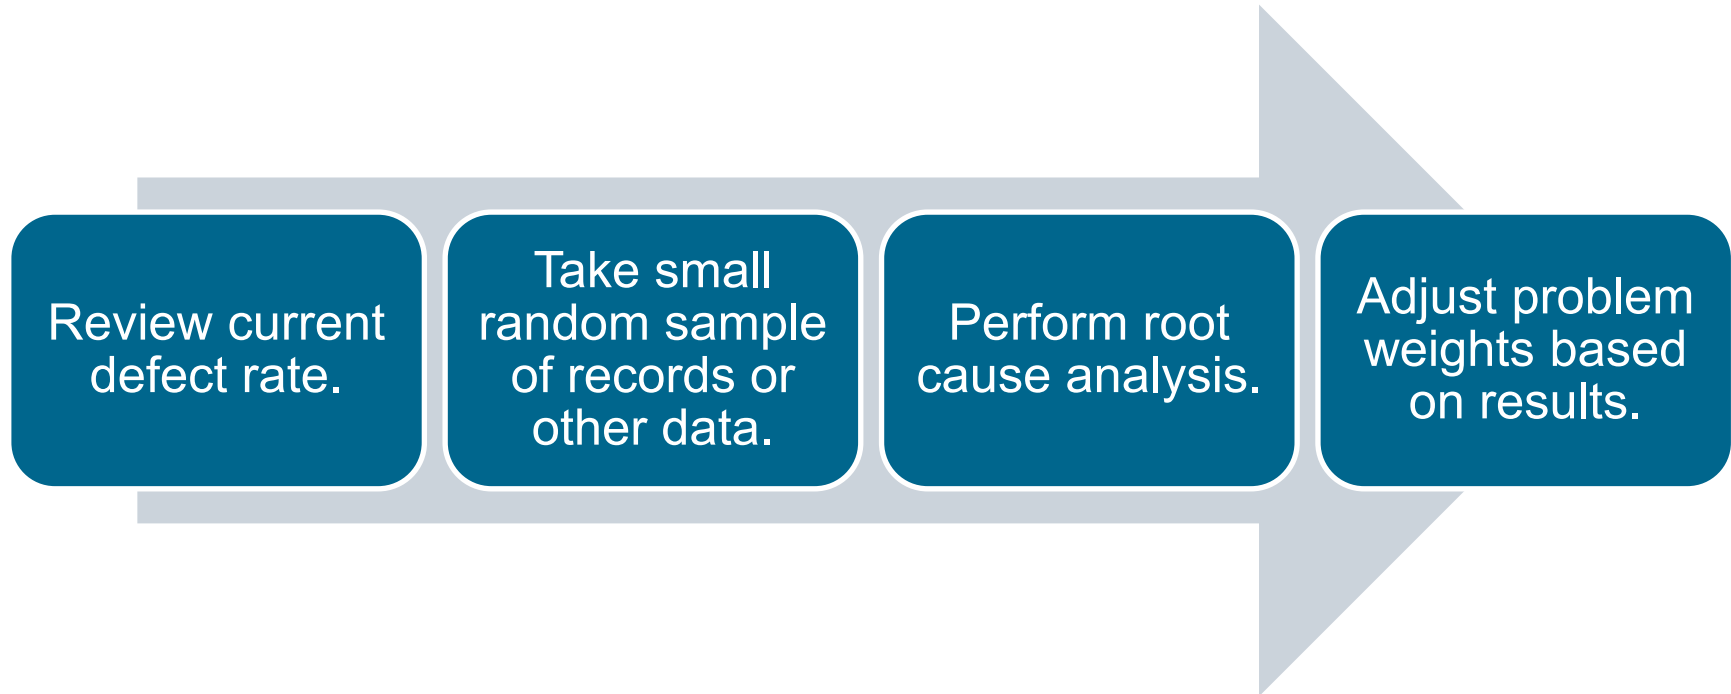 Review current
defect rate.
Take small
random sample
of records or
other data.
Perform root
cause analysis.
Adjust problem
weights based
on results.